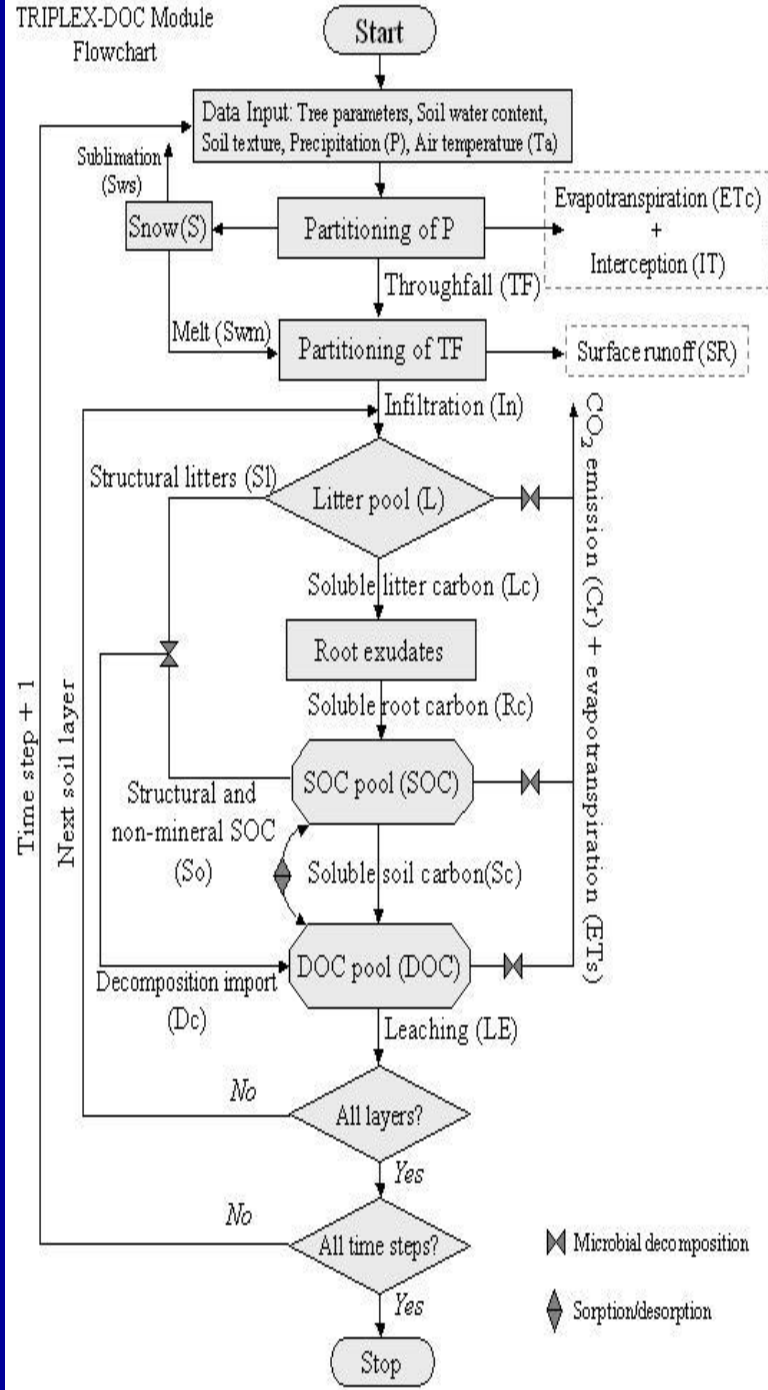 TRIPLEX-DOC Module
Flowchart
Start
Data Input: Tree parameters, Soil water content,
Soil texture, Precipitation (P), Air temperature (Ta)
Sublimation
(Sws)
Snow(S)
Partitioning of P
Evapotranspiration (ETc)
+
Interception (IT)
Throughfall (TF)
Melt (Swm)
Partitioning of TF
Surface runoff (SR)
Infiltration (In)
Structural litters (Sl)
Litter pool (L)
Soluble litter carbon (Lc)
Root exudates
Soluble root carbon (Rc)
SOC pool (SOC)
Structural and
non-mineral SOC
(So)
Soluble soil carbon(Sc)
DOC pool (DOC)
Decomposition import
(Dc)
Leaching (LE)
CO2 emission (Cr) + evapotranspiration (ETs)
Time step + 1
Next soil layer
No
All layers?
Yes
No
All time steps?
Yes
Stop
Microbial decomposition
Sorption/desorption